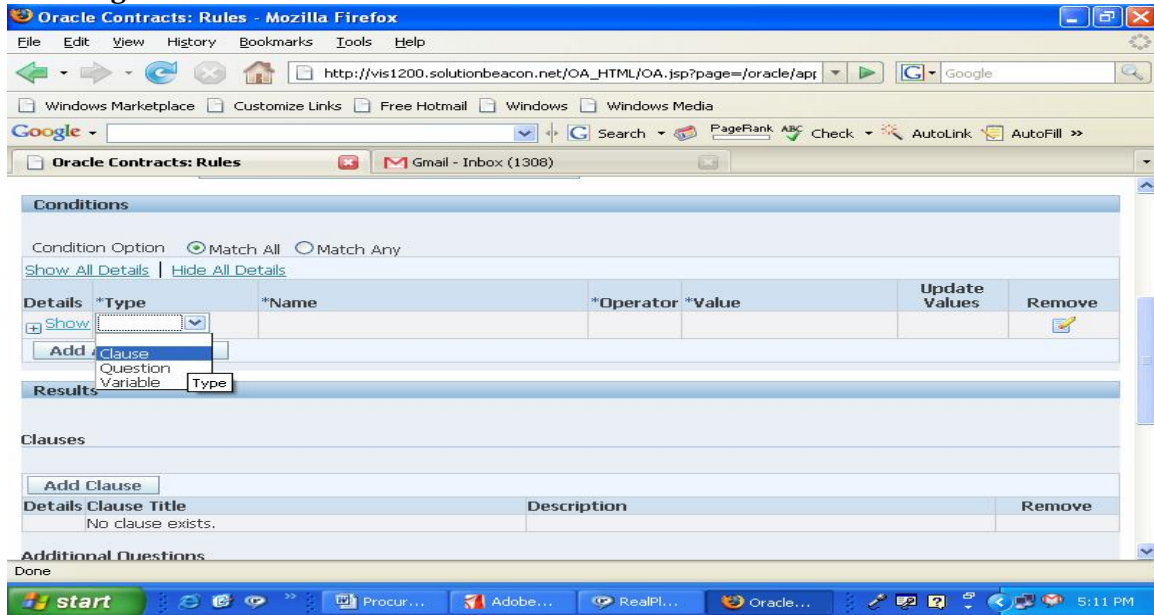 Oracle Contracts: Rules - Mozilla Firefox
File Edit View History Bookmarks Tools Help
http://vis1200.solutionbeacon.net/OA_HTML/OA.jsp?page=/oracle/app Google
Windows Marketplace Customize Links Free Hotmail Windows Windows Media
Google Search PageRank Check AutoLink AutoFill »
Oracle Contracts: Rules Gmail - Inbox (1308)
Conditions
Condition Option Match All Match Any
Show All Details | Hide All Details
Details *Type *Name *Operator *Value Update Values Remove
Show
Add
Clause
Question
Variable Type
Results
Clauses
Add Clause
Details Clause Title Description Remove
No clause exists.
Additional Questions
Done
start Procur... Adobe... RealPl... Oracle... 5:11 PM